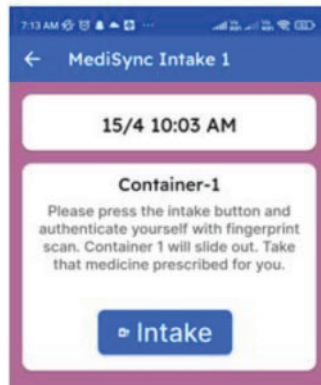 7:13 AM
MediSync Intake 1
15/4 10:03 AM
Container-1
Please press the intake button and
authenticate yourself with fingerprint
scan. Container 1 will slide out. Take
that medicine prescribed for you.
Intake